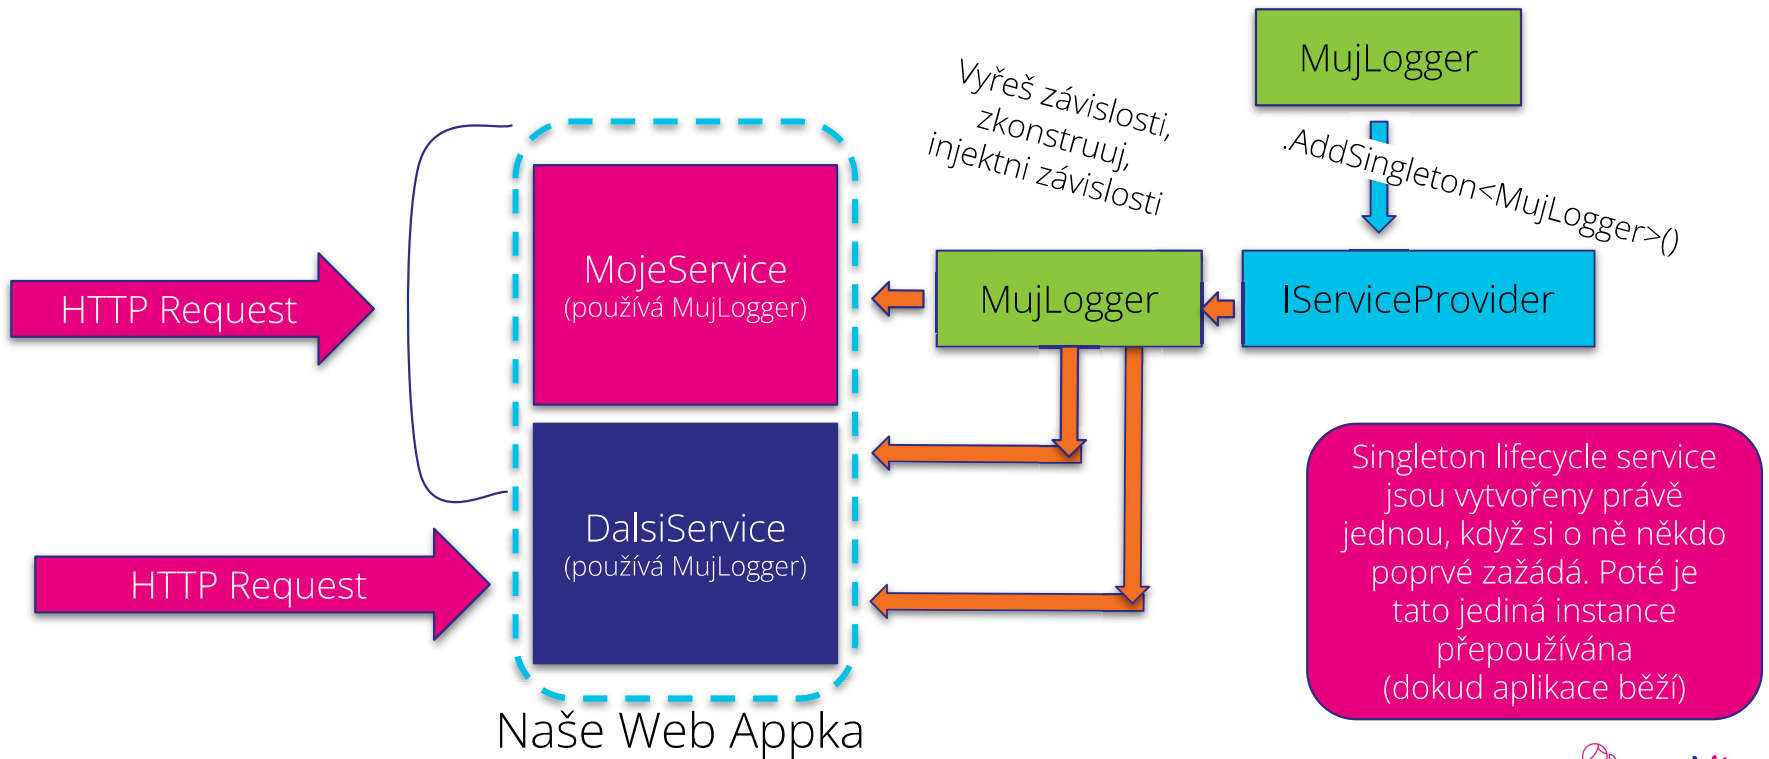 MujLogger
Vyřeš závislosti,
zkonstruuj,
injektni závislosti
.AddSingleton<MujLogger>()
HTTP Request
MojeService
(používá MujLogger)
MujLogger
IServiceProvider
HTTP Request
DalsiService
(používá MujLogger)
Singleton lifecycle service
jsou vytvořeny právě
jednou, když si o ně někdo
poprvé zažádá. Poté je
tato jediná instance
přepoužívána
(dokud aplikace běží)
Naše Web Appka